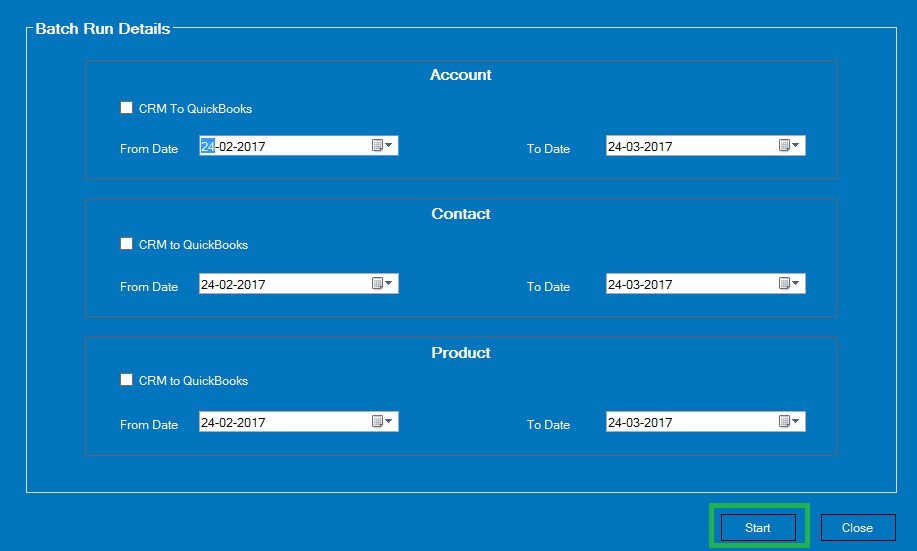 Batch Run Details
Account
CRM To QuickBooks
From Date 24-02-2017 To Date 24-03-2017
Contact
CRM to QuickBooks
From Date 24-02-2017 To Date 24-03-2017
Product
CRM to QuickBooks
From Date 24-02-2017 To Date 24-03-2017
Start Close